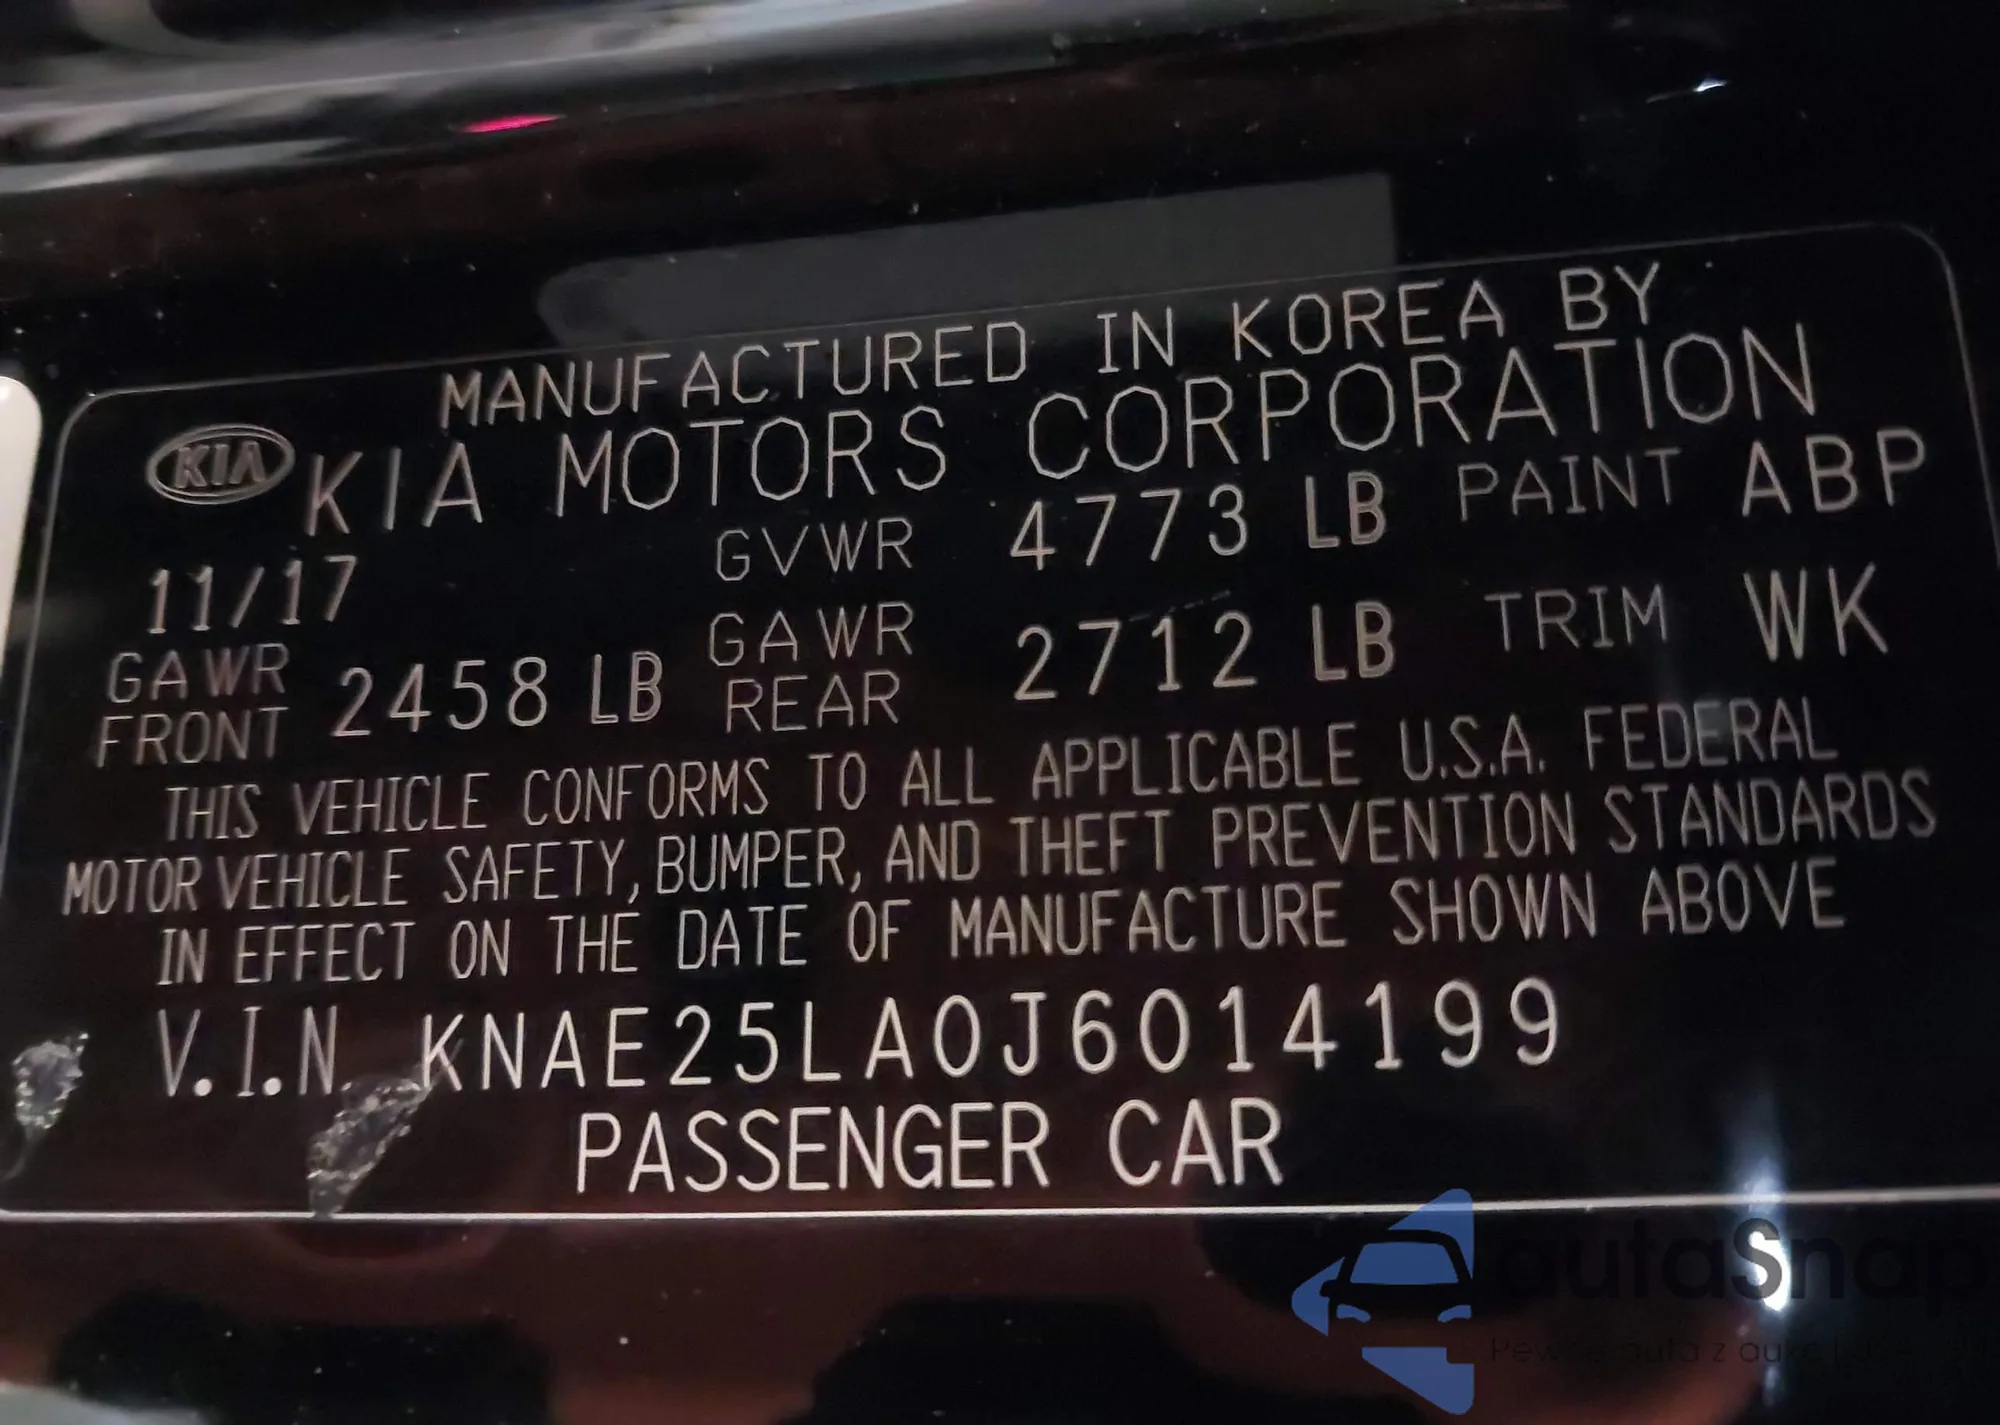 MANUFACTURED IN KOREA BY
KIA KIA MOTORS CORPORATION
11/17 GVWR 4773 LB PAINT ABP
GAWR FRONT 2458 LB GAWR REAR 2712 LB TRIM WK
THIS VEHICLE CONFORMS TO ALL APPLICABLE U.S.A. FEDERAL
MOTOR VEHICLE SAFETY, BUMPER, AND THEFT PREVENTION STANDARDS
IN EFFECT ON THE DATE OF MANUFACTURE SHOWN ABOVE
V.I.N. KNAE25LA0J6014199
PASSENGER CAR
autaSnap
auta z